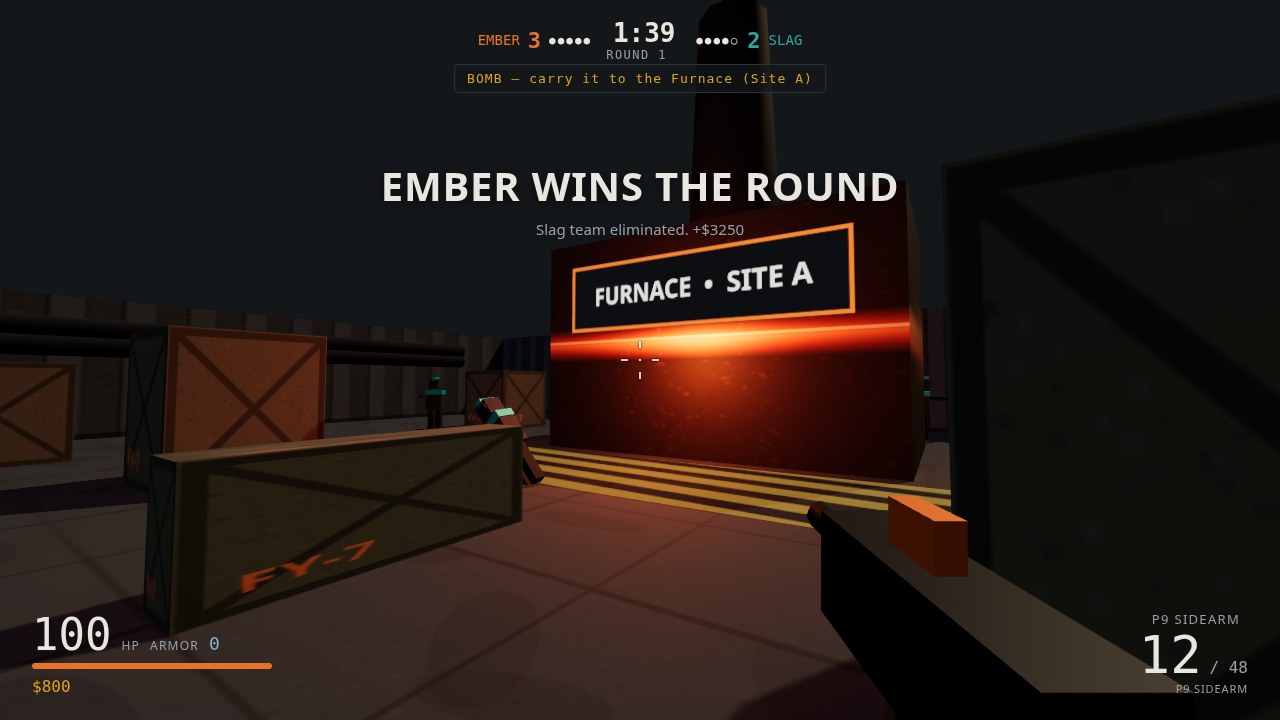 EMBER 3 ●●●●● 1:39 ●●●●○ 2 SLAG
ROUND 1
BOMB — carry it to the Furnace (Site A)
EMBER WINS THE ROUND
Slag team eliminated. +$3250
FURNACE • SITE A
FY-7
100 HP ARMOR 0
$800
P9 SIDEARM
12 / 48
P9 SIDEARM